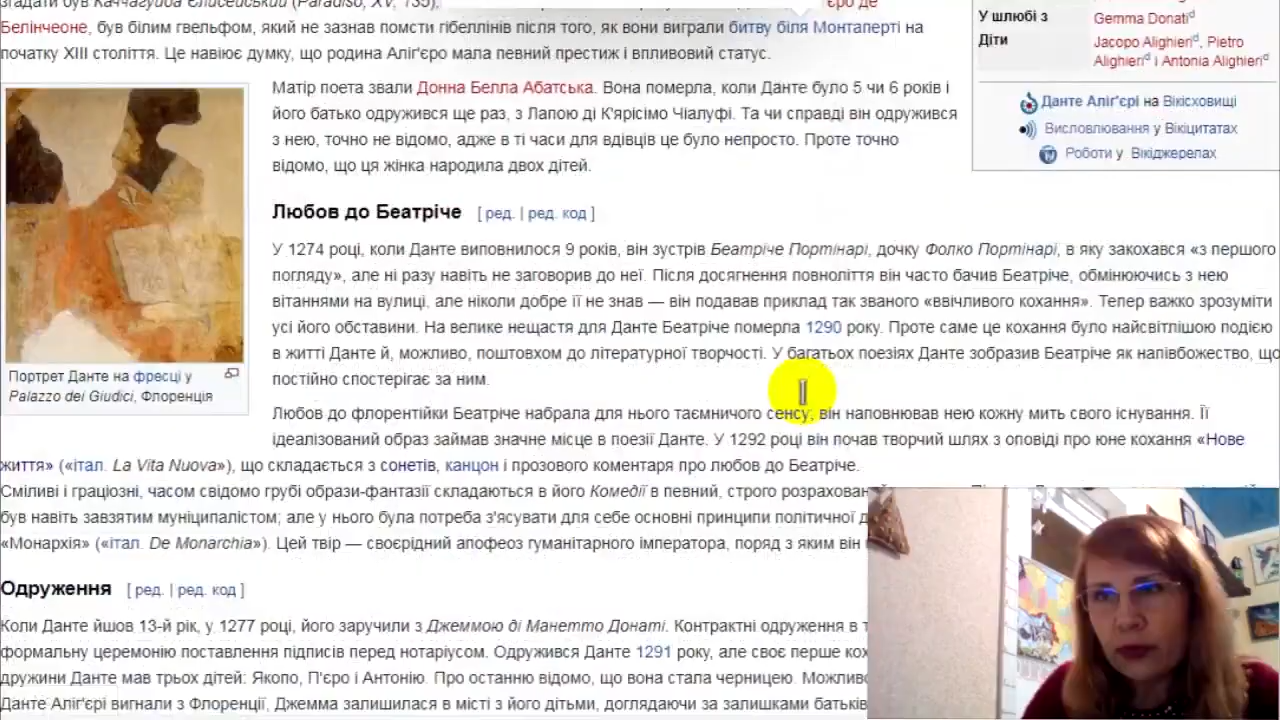 згадати був Каччагуида Єлисейський (Paradiso, XV, 135),
Белінчеоне, був білим гвельфом, який не зазнав помсти гібеллінів після того, як вони виграли битву біля Монтаперті на
початку XIII століття. Це навіює думку, що родина Аліґ'єро мала певний престиж і впливовий статус.
Матір поета звали Донна Белла Абатська. Вона померла, коли Данте було 5 чи 6 років і
його батько одружився ще раз, з Лапою ді К'ярісімо Чіалуфі. Та чи справді він одружився
з нею, точно не відомо, адже в ті часи для вдівців це було непросто. Проте точно
відомо, що ця жінка народила двох дітей.
У шлюбі з Gemma Donatiᵈ
Діти Jacopo Alighieriᵈ, Pietro
Alighieriᵈ і Antonia Alighieriᵈ
Данте Аліґ'єрі на Вікісховищі
Висловлювання у Вікіцитатах
Роботи у Вікіджерелах
Портрет Данте на фресці у
Palazzo dei Giudici, Флоренція
Любов до Беатріче [ ред. | ред. код ]
У 1274 році, коли Данте виповнилося 9 років, він зустрів Беатріче Портінарі, дочку Фолко Портінарі, в яку закохався «з першого
погляду», але ні разу навіть не заговорив до неї. Після досягнення повноліття він часто бачив Беатріче, обмінюючись з нею
вітаннями на вулиці, але ніколи добре її не знав — він подавав приклад так званого «ввічливого кохання». Тепер важко зрозуміти
усі його обставини. На велике нещастя для Данте Беатріче померла 1290 року. Проте саме це кохання було найсвітлішою подією
в житті Данте й, можливо, поштовхом до літературної творчості. У багатьох поезіях Данте зобразив Беатріче як напівбожество, що
постійно спостерігає за ним.
Любов до флорентійки Беатріче набрала для нього таємничого сенсу; він наповнював нею кожну мить свого існування. Її
ідеалізований образ займав значне місце в поезії Данте. У 1292 році він почав творчий шлях з оповіді про юне кохання «Нове
життя» («італ. La Vita Nuova»), що складається з сонетів, канцон і прозового коментаря про любов до Беатріче.
Сміливі і граціозні, часом свідомо грубі образи-фантазії складаються в його Комедії в певний, строго
був навіть завзятим муніципалістом; але у нього була потреба з'ясувати для себе основні принципи політичної
«Монархія» («італ. De Monarchia»). Цей твір — своєрідний апофеоз гуманітарного імператора, поряд з яким він
Одруження [ ред. | ред. код ]
Коли Данте йшов 13-й рік, у 1277 році, його заручили з Джеммою ді Манетто Донаті. Контрактні одруження в
формальну церемонію поставлення підписів перед нотаріусом. Одружився Данте 1291 року, але своє перше
дружини Данте мав трьох дітей: Якопо, П'єро і Антонію. Про останню відомо, що вона стала черницею.
Данте Аліґ'єрі вигнали з Флоренції, Джемма залишилася в місті з його дітьми, доглядаючи за залишками